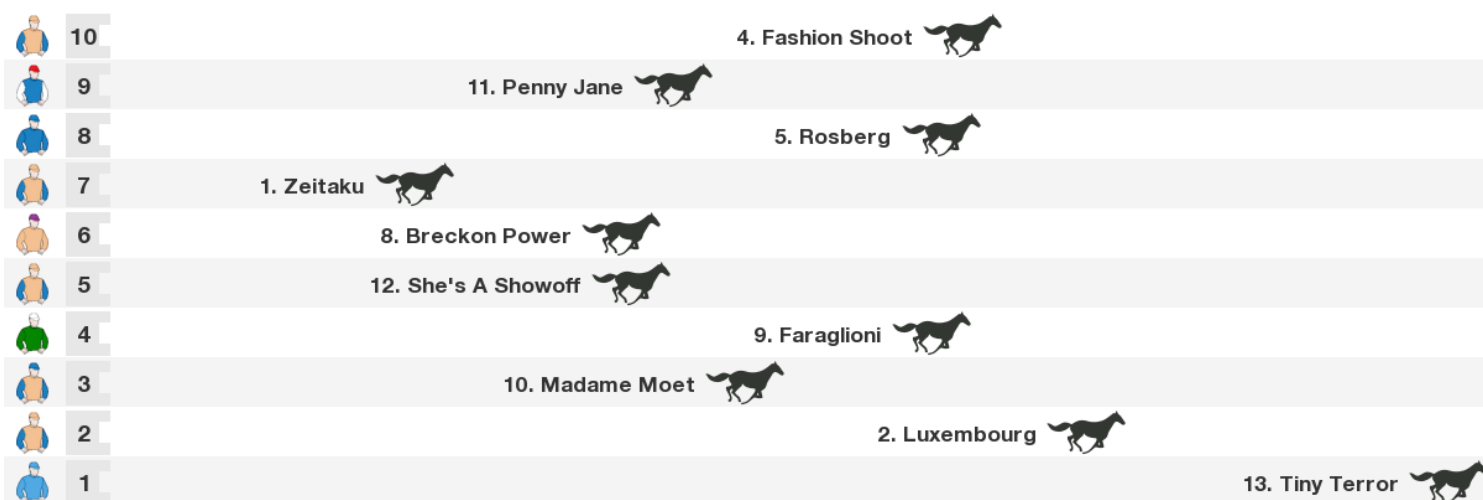 10 4. Fashion Shoot
9 11. Penny Jane
8 5. Rosberg
7 1. Zeitaku
6 8. Breckon Power
5 12. She's A Showoff
4 9. Faraglioni
3 10. Madame Moet
2 2. Luxembourg
1 13. Tiny Terror